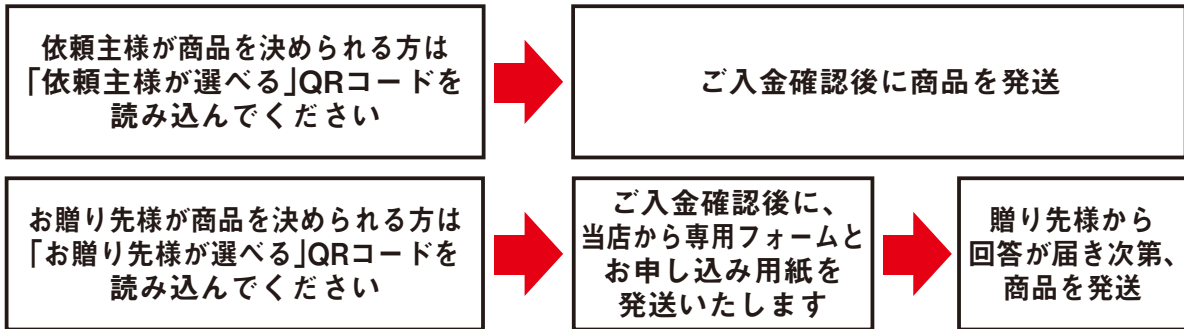 依頼主様が商品を決められる方は
「依頼主様が選べる」QRコードを
読み込んでください
ご入金確認後に商品を発送
お贈り先様が商品を決められる方は
「お贈り先様が選べる」QRコードを
読み込んでください
ご入金確認後に、
当店から専用フォームと
お申し込み用紙を
発送いたします
贈り先様から
回答が届き次第、
商品を発送